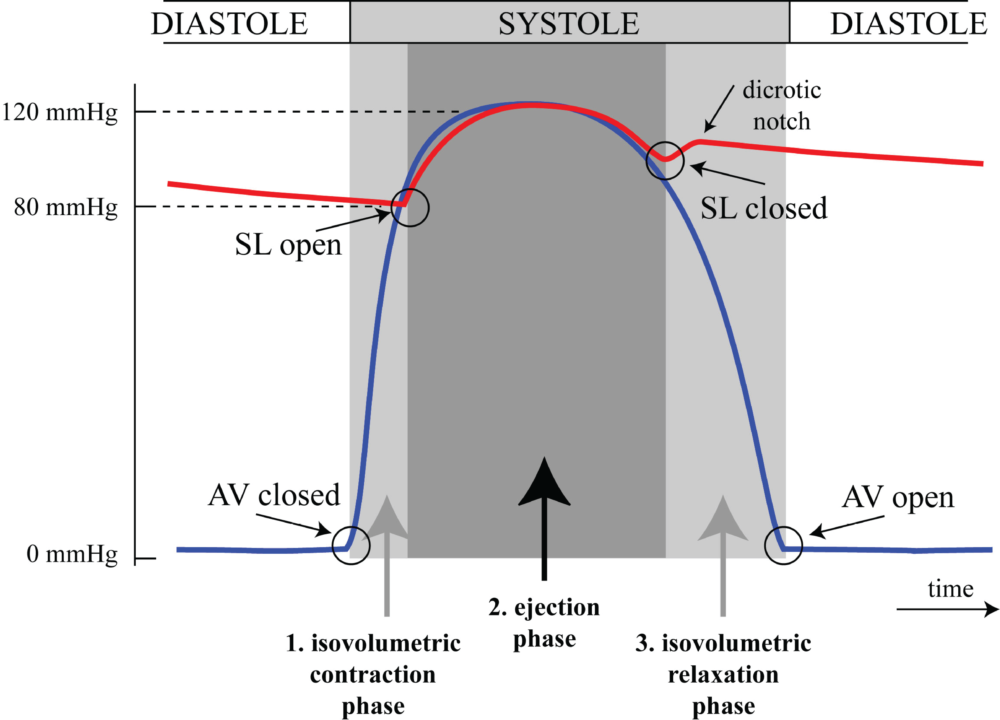 DIASTOLE SYSTOLE DIASTOLE
dicrotic
notch
120 mmHg
80 mmHg
SL closed
SL open
AV closed
AV open
0 mmHg
time
2. ejection
phase
1. isovolumetric
contraction
phase
3. isovolumetric
relaxation
phase